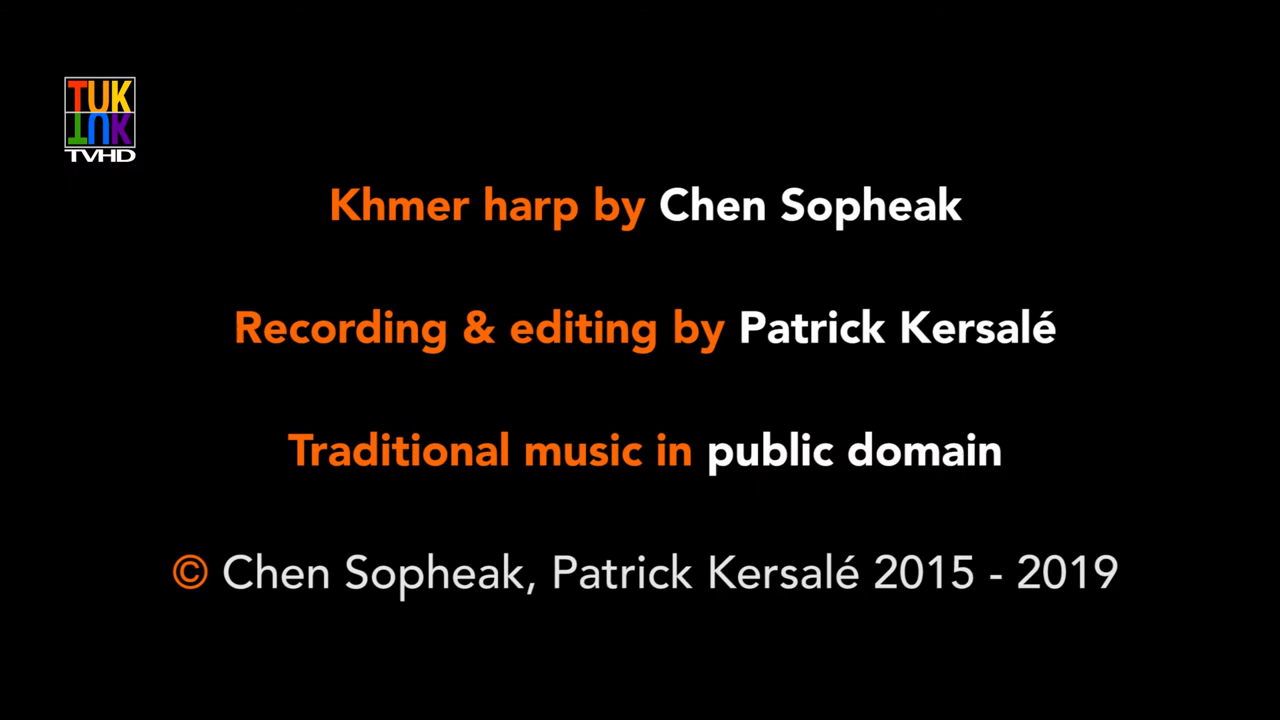 TUK
TUK
TVHD
Khmer harp by Chen Sopheak
Recording & editing by Patrick Kersalé
Traditional music in public domain
© Chen Sopheak, Patrick Kersalé 2015 - 2019